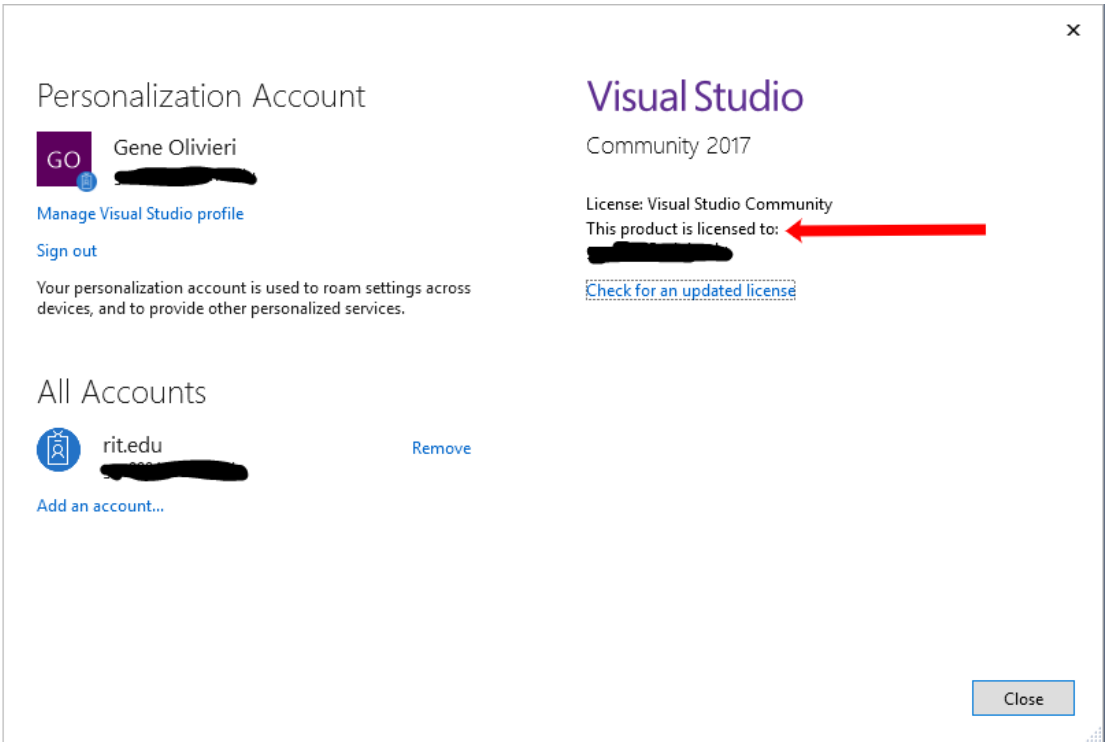 Personalization Account
GO
Gene Olivieri
Manage Visual Studio profile
Sign out
Your personalization account is used to roam settings across
devices, and to provide other personalized services.
All Accounts
rit.edu
Remove
Add an account...
Visual Studio
Community 2017
License: Visual Studio Community
This product is licensed to:
Check for an updated license
Close